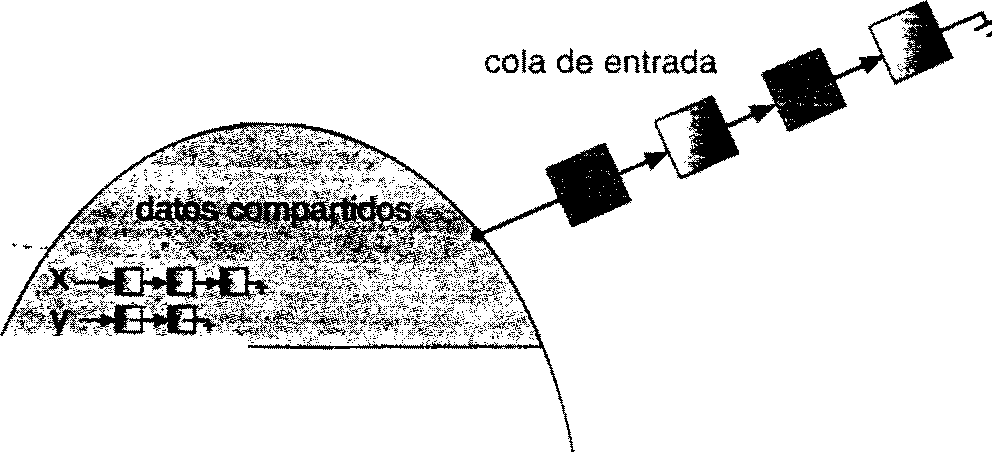 cola de entrada
datos compartidos
x
y